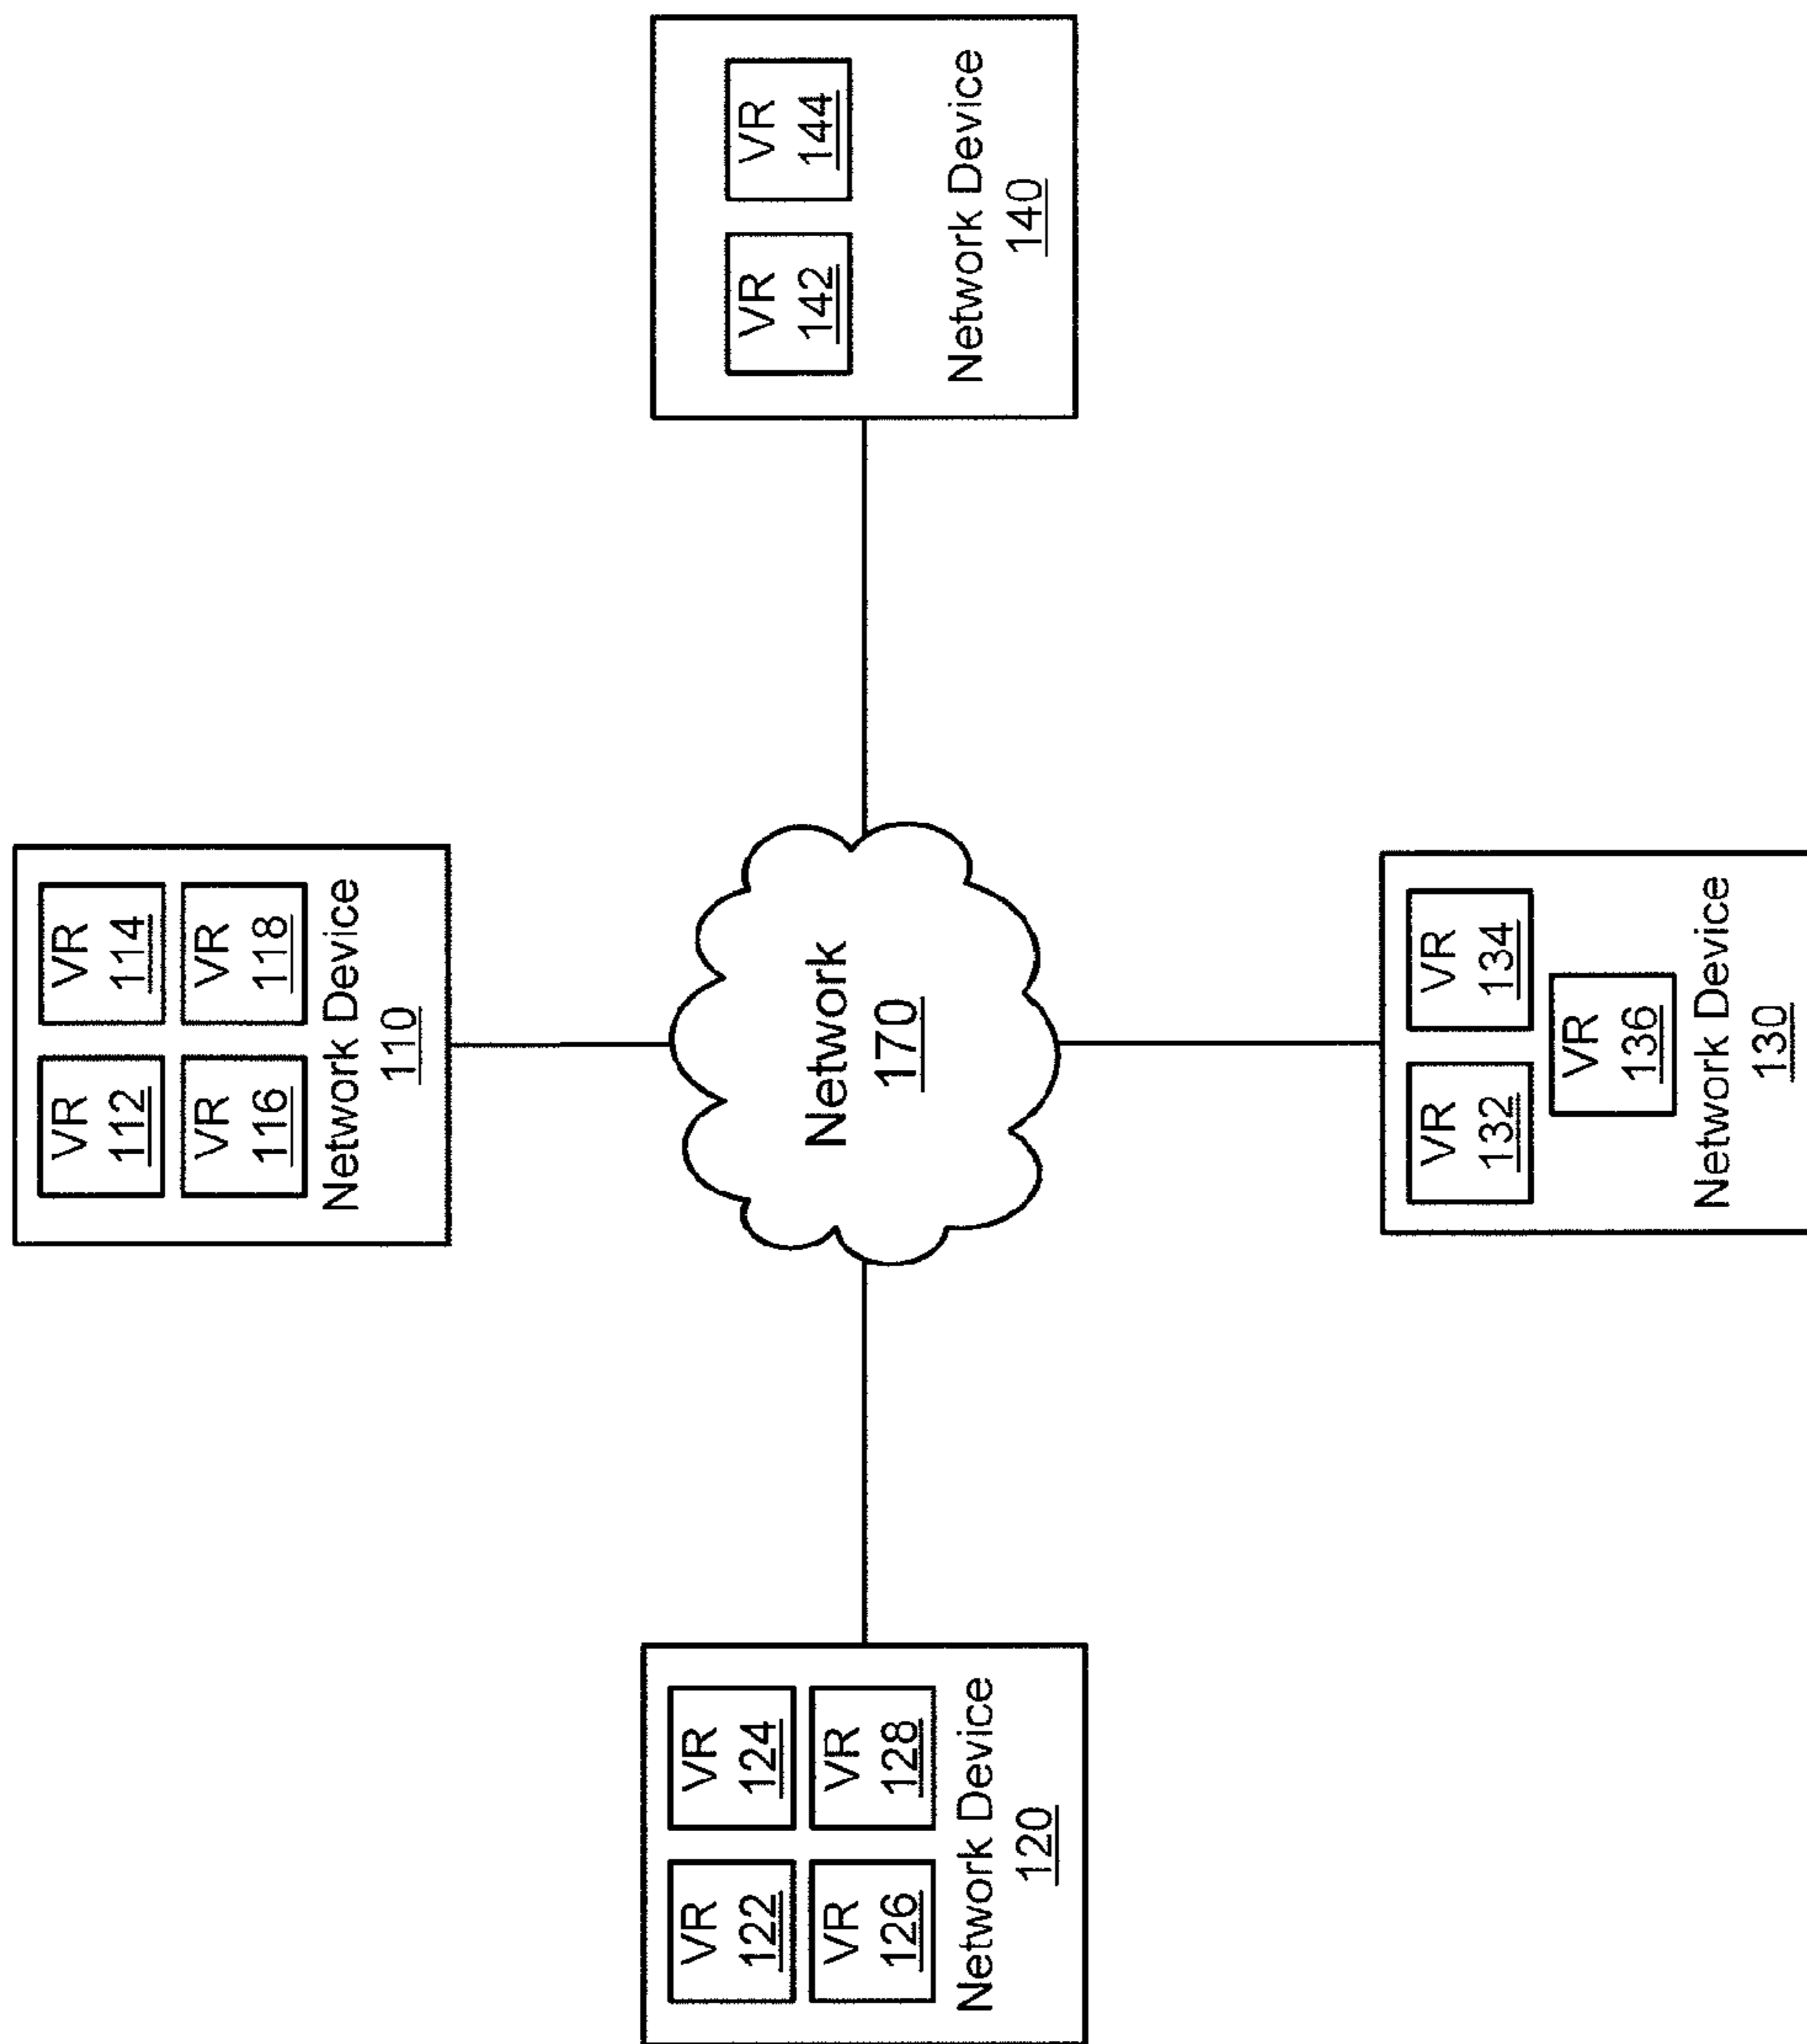 VR
112
VR
114
VR
116
VR
118
Network Device
110
VR
122
VR
124
VR
126
VR
128
Network Device
120
Network
170
VR
142
VR
144
Network Device
140
VR
132
VR
134
VR
136
Network Device
130